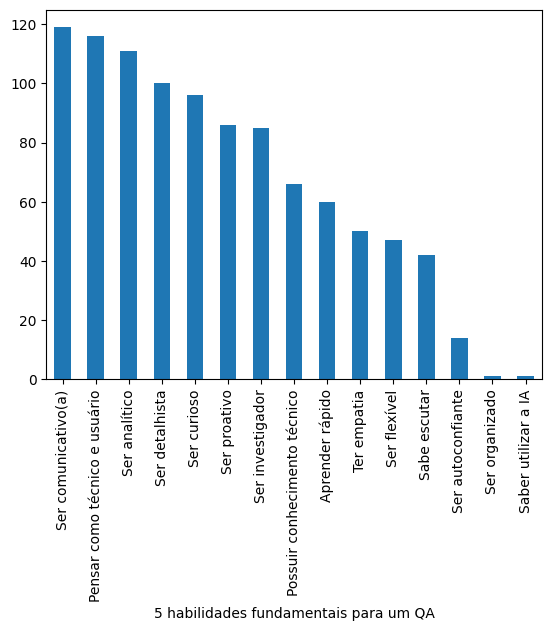 120
100
80
60
40
20
0
Ser comunicativo(a)
Pensar como técnico e usuário
Ser analítico
Ser detalhista
Ser curioso
Ser proativo
Ser investigador
Possuir conhecimento técnico
Aprender rápido
Ter empatia
Ser flexível
Sabe escutar
Ser autoconfiante
Ser organizado
Saber utilizar a IA
5 habilidades fundamentais para um QA